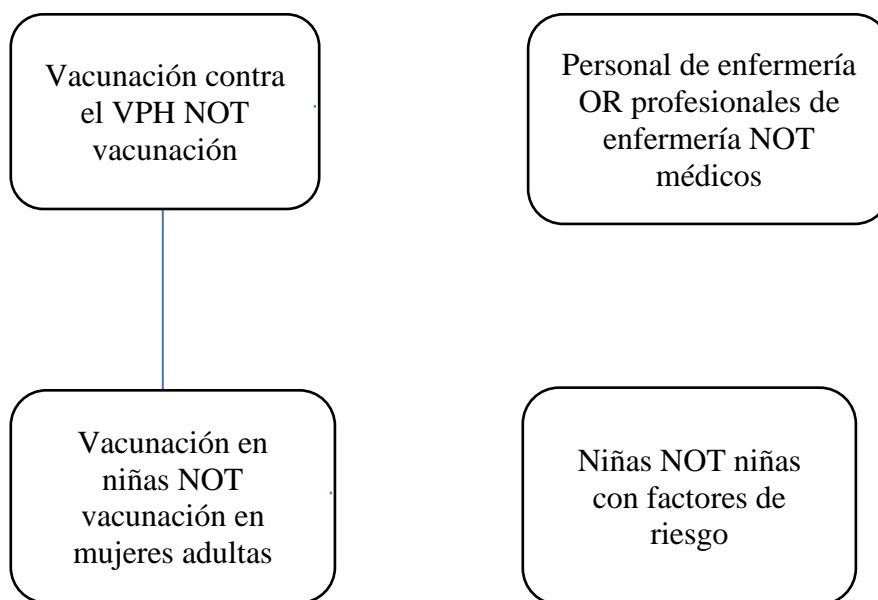 Vacunación contra
el VPH NOT
vacunación
Personal de enfermería
OR profesionales de
enfermería NOT
médicos
Vacunación en
niñas NOT
vacunación en
mujeres adultas
Niñas NOT niñas
con factores de
riesgo